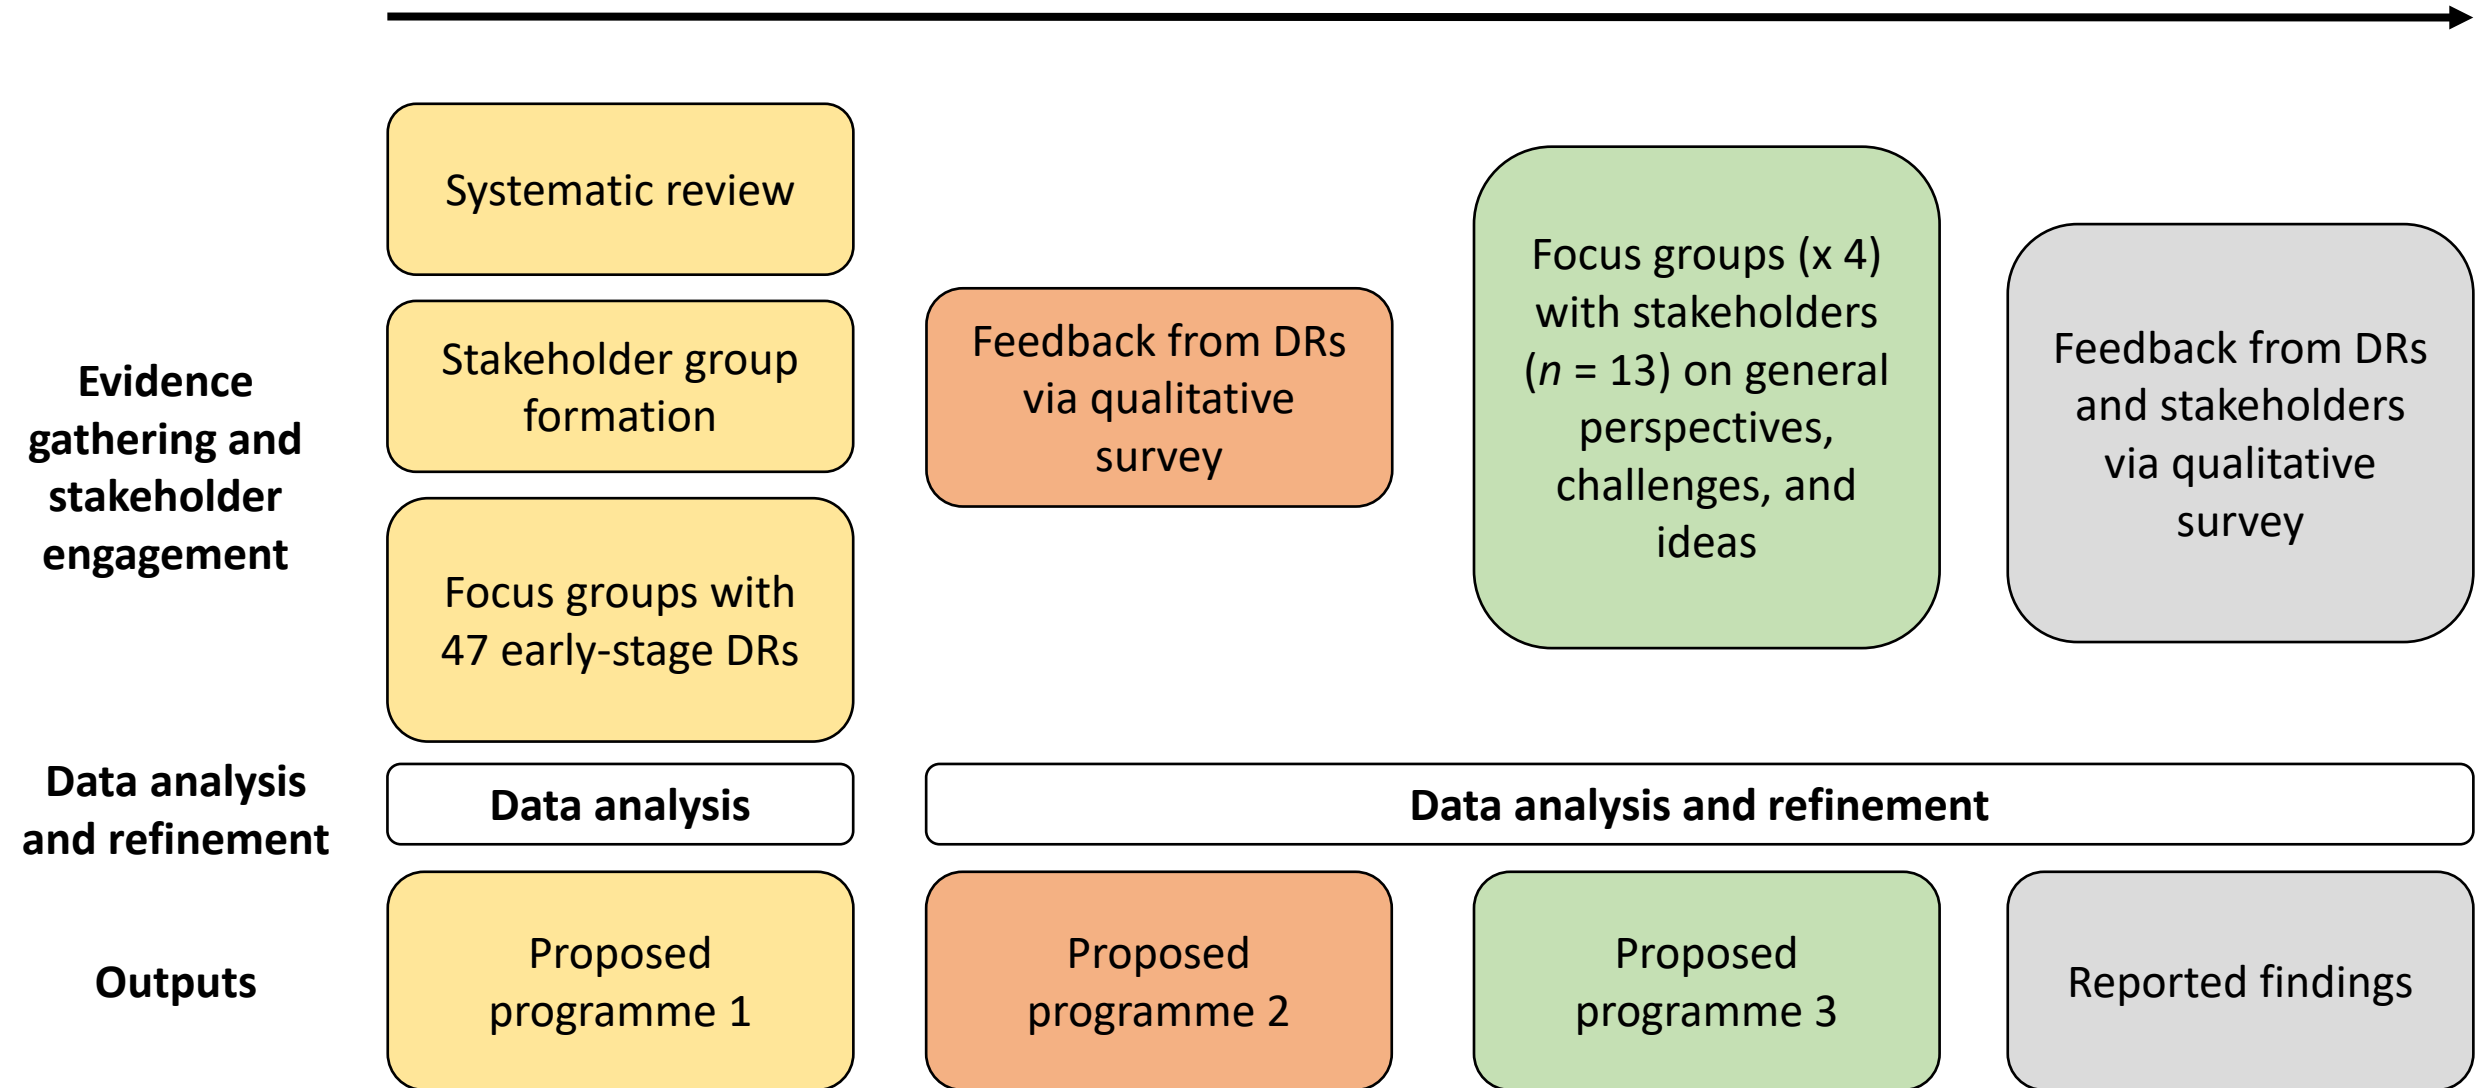 Evidence
gathering and
stakeholder
engagement
Systematic review
Stakeholder group
formation
Focus groups with
47 early-stage DRs
Feedback from DRs
via qualitative
survey
Focus groups (x 4)
with stakeholders
(n = 13) on general
perspectives,
challenges, and
ideas
Feedback from DRs
and stakeholders
via qualitative
survey
Data analysis
and refinement
Data analysis
Data analysis and refinement
Outputs
Proposed
programme 1
Proposed
programme 2
Proposed
programme 3
Reported findings